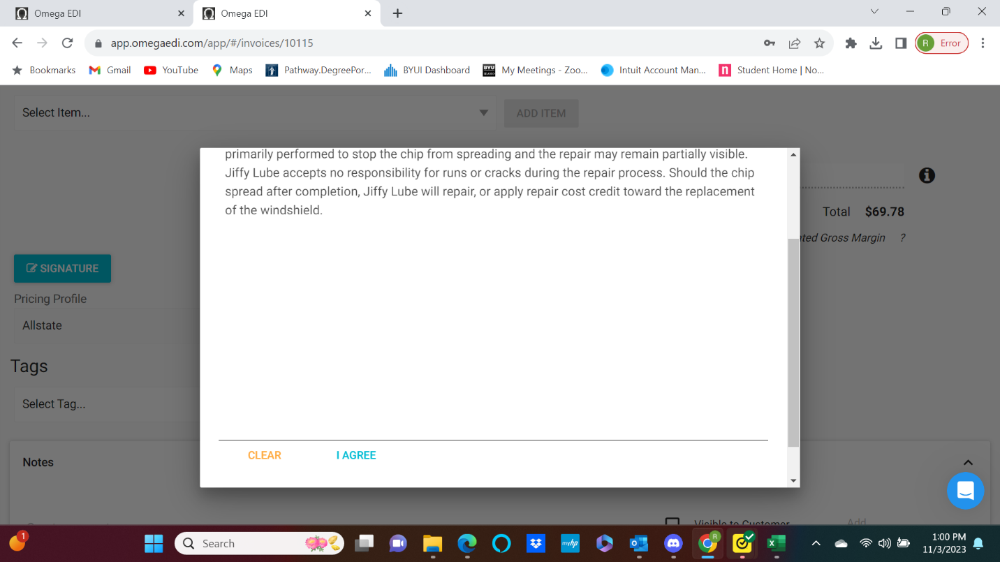 Omega EDI
Omega EDI
app.omegaedi.com/app/#/invoices/10115
R Error
Bookmarks Gmail YouTube Maps Pathway.DegreePor... BYUI Dashboard BYU IDAHO My Meetings - Zoo... Intuit Account Man... n Student Home | No...
Select Item...
ADD ITEM
primarily performed to stop the chip from spreading and the repair may remain partially visible.
Jiffy Lube accepts no responsibility for runs or cracks during the repair process. Should the chip
spread after completion, Jiffy Lube will repair, or apply repair cost credit toward the replacement
of the windshield.
Total $69.78
ted Gross Margin ?
SIGNATURE
Pricing Profile
Allstate
Tags
Select Tag...
CLEAR I AGREE
Notes
Visible to Customer Add
1
Search
myhp
R
1:00 PM
11/3/2023